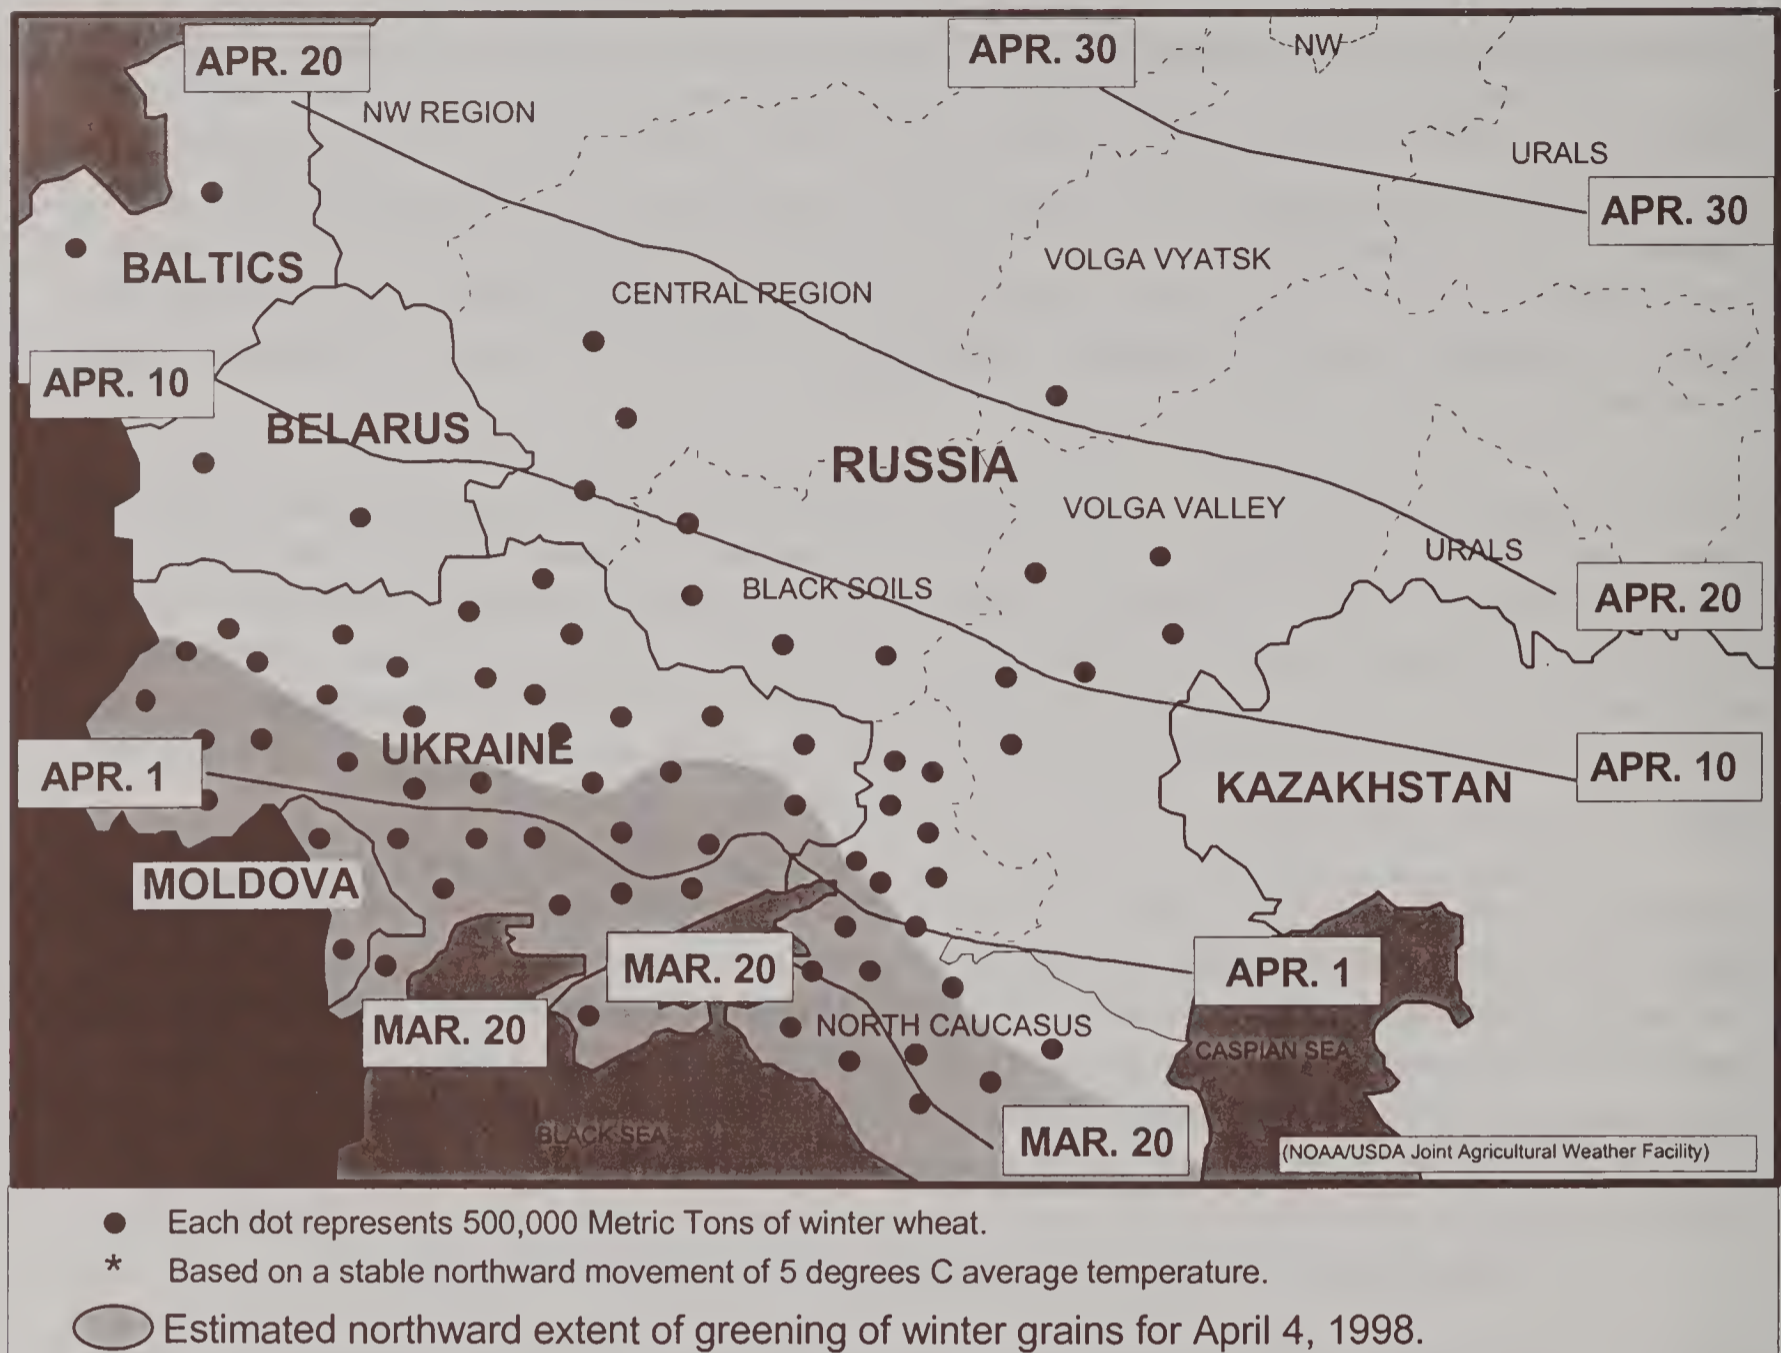 APR. 20
APR. 30
NW
NW REGION
URALS
APR. 30
BALTICS
VOLGA VYATSK
CENTRAL REGION
APR. 10
BELARUS
RUSSIA
VOLGA VALLEY
URALS
BLACK SOILS
APR. 20
UKRAINE
APR. 1
APR. 10
KAZAKHSTAN
MOLDOVA
MAR. 20
APR. 1
MAR. 20
NORTH CAUCASUS
CASPIAN SEA
BLACK SEA
MAR. 20
(NOAA/USDA Joint Agricultural Weather Facility)
Each dot represents 500,000 Metric Tons of winter wheat.
* Based on a stable northward movement of 5 degrees C average temperature.
Estimated northward extent of greening of winter grains for April 4, 1998.